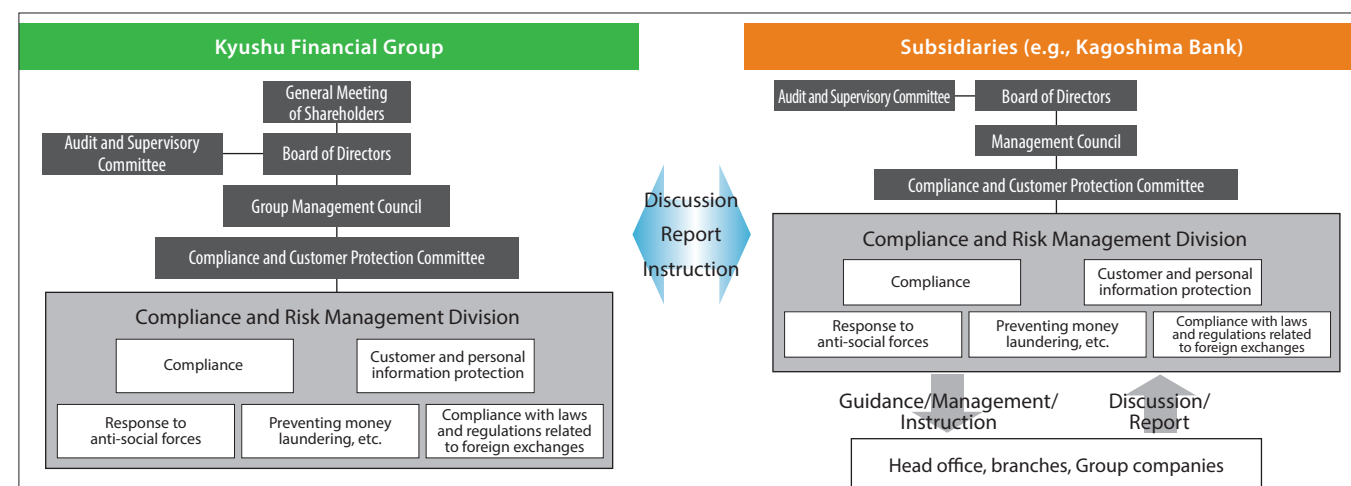 Kyushu Financial Group
General Meeting
of Shareholders
Audit and Supervisory
Committee
Board of Directors
Group Management Council
Compliance and Customer Protection Committee
Compliance and Risk Management Division
Compliance
Customer and personal
information protection
Response to
anti-social forces
Preventing money
laundering, etc.
Compliance with laws
and regulations related
to foreign exchanges
Discussion
Report
Instruction
Subsidiaries (e.g., Kagoshima Bank)
Audit and Supervisory Committee
Board of Directors
Management Council
Compliance and Customer Protection Committee
Compliance and Risk Management Division
Compliance
Customer and personal
information protection
Response to
anti-social forces
Preventing money
laundering, etc.
Compliance with laws
and regulations related
to foreign exchanges
Guidance/Management/
Instruction
Discussion/
Report
Head office, branches, Group companies